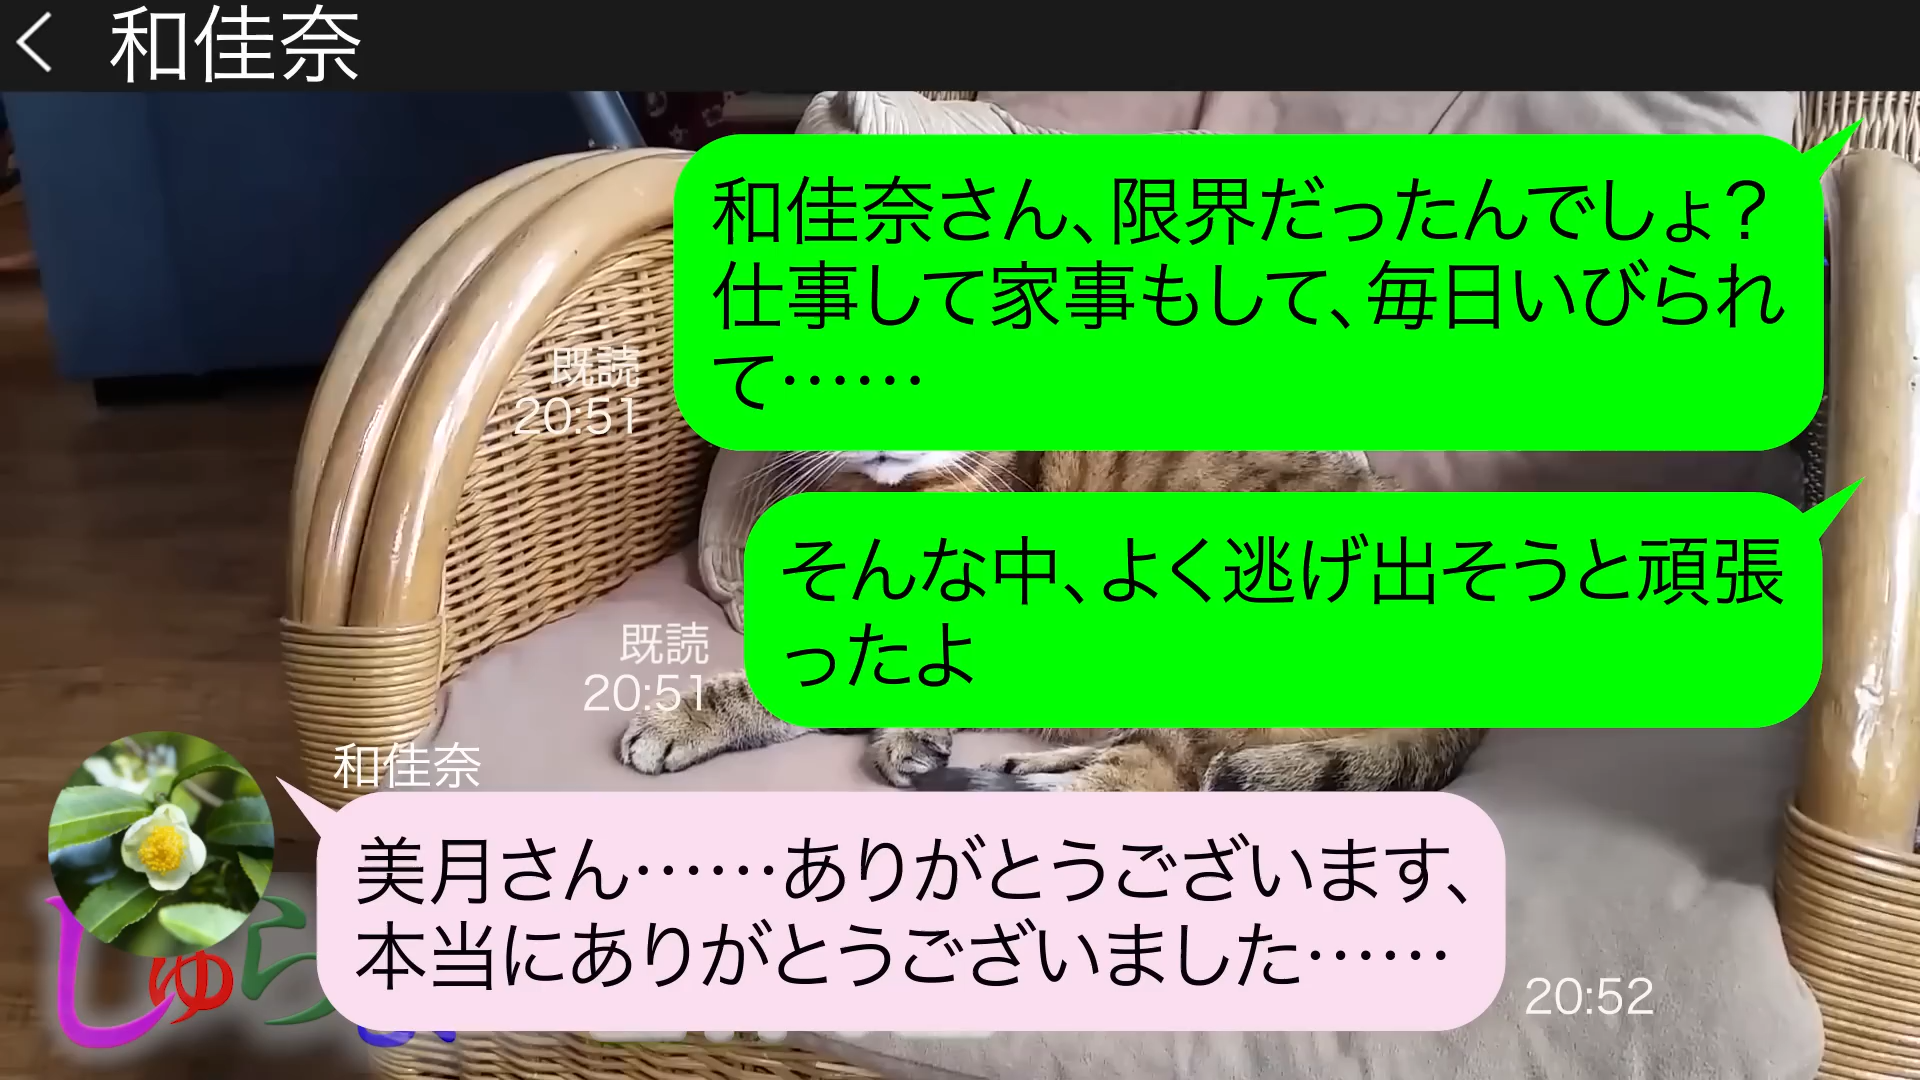 和佳奈
和佳奈さん、限界だったんでしょ？
仕事して家事もして、毎日いびられ
て……
既読
20:51
そんな中、よく逃げ出そうと頑張
ったよ
既読
20:51
和佳奈
美月さん……ありがとうございます、
本当にありがとうございました……
20:52
しゅら